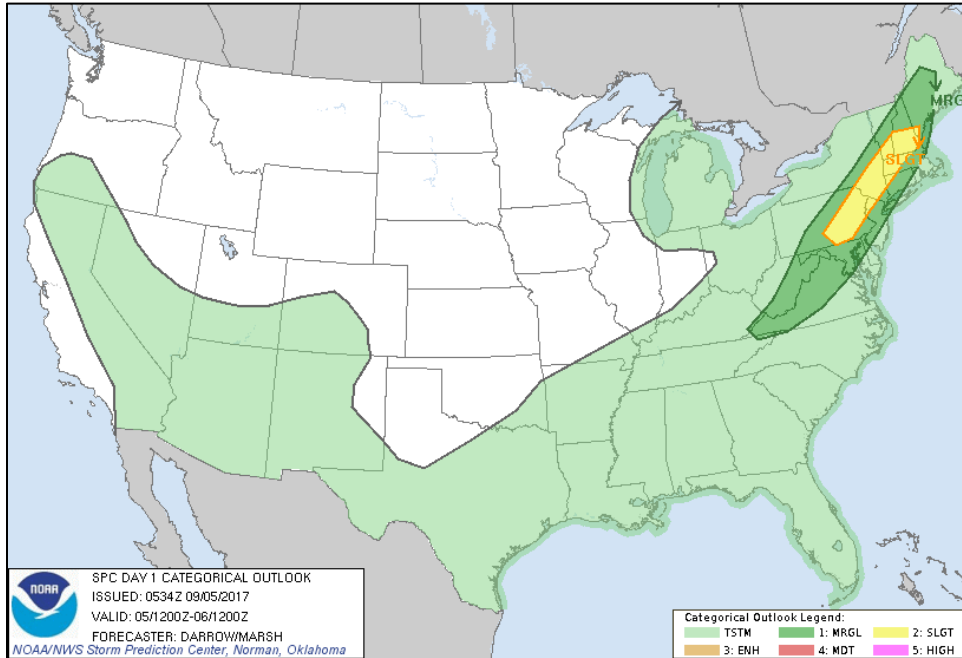 MRGL
SLGT
NOAA
SPC DAY 1 CATEGORICAL OUTLOOK
ISSUED: 0534Z 09/05/2017
VALID: 05/1200Z-06/1200Z
FORECASTER: DARROW/MARSH
NOAA/NWS Storm Prediction Center, Norman, Oklahoma
Categorical Outlook Legend:
TSTM 1: MRGL 2: SLGT
3: ENH 4: MDT 5: HIGH